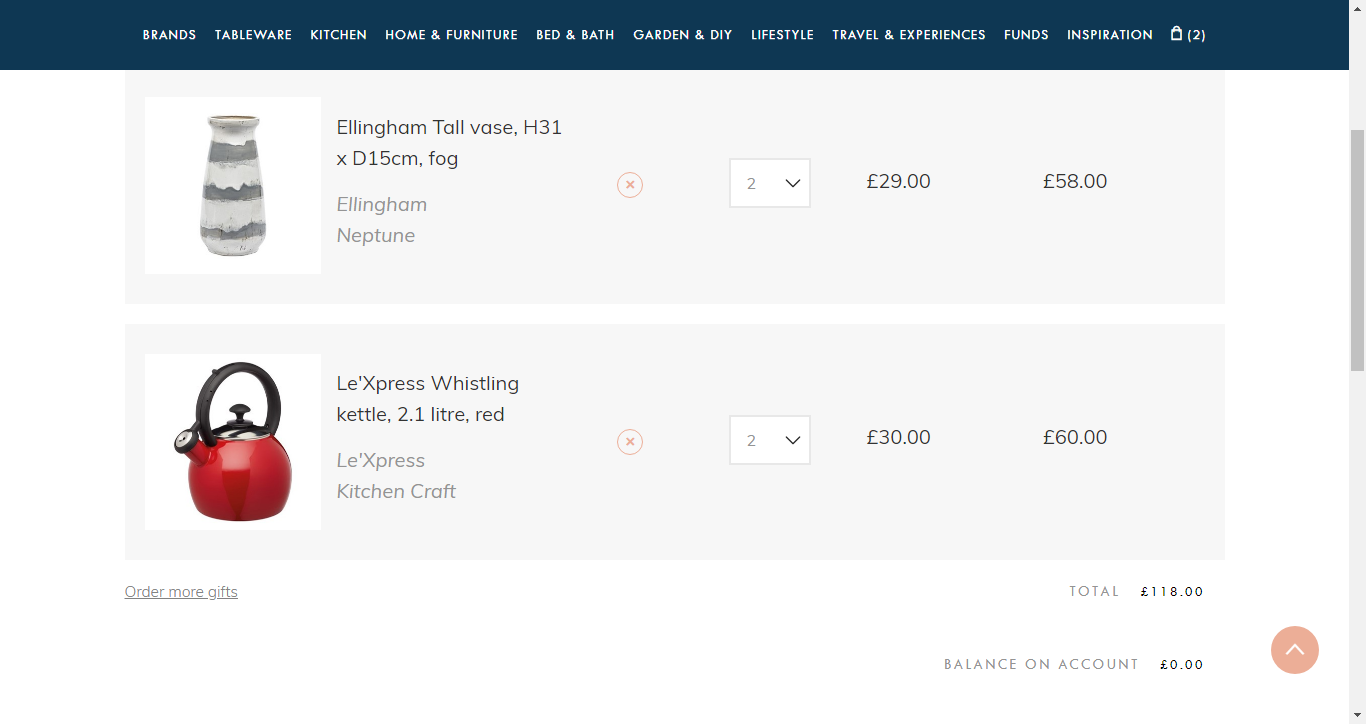 BRANDS TABLEWARE KITCHEN HOME & FURNITURE BED & BATH GARDEN & DIY LIFESTYLE TRAVEL & EXPERIENCES FUNDS INSPIRATION (2)
Ellingham Tall vase, H31
x D15cm, fog
Ellingham
Neptune
2
£29.00
£58.00
Le'Xpress Whistling
kettle, 2.1 litre, red
Le'Xpress
Kitchen Craft
2
£30.00
£60.00
Order more gifts
TOTAL £118.00
BALANCE ON ACCOUNT £0.00